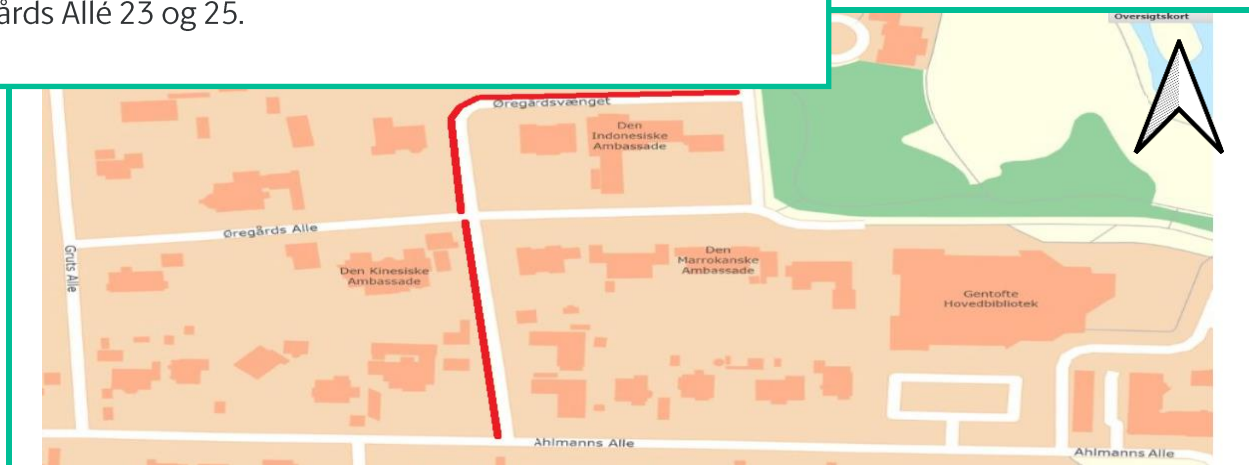 årds Allé 23 og 25.
Oversigtskort
Øregårdsvænget
Den
Indonesiske
Ambassade
Øregårds Alle
Gruts Alle
Den Kinesiske
Ambassade
Den
Marrokanske
Ambassade
Gentofte
Hovedbibliotek
Ahlmanns Alle
Ahlmanns Alle